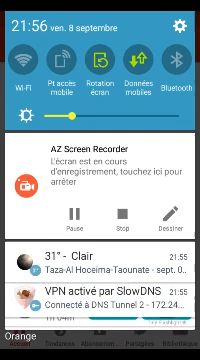 21:56 ven. 8 septembre
Wi-Fi
Pt accès mobile
Rotation écran
Données mobiles
Bluetooth
AZ Screen Recorder
L'écran est en cours
d'enregistrement, touchez ici pour
arrêter
Pause
Stop
Dessiner
31° - Clair 21:55
Taza-Al Hoceima-Taounate - sept. 0...
VPN activé par SlowDNS 21:55
Connecté à DNS Tunnel 2 - 172.24...
Orange
Accueil Tendances